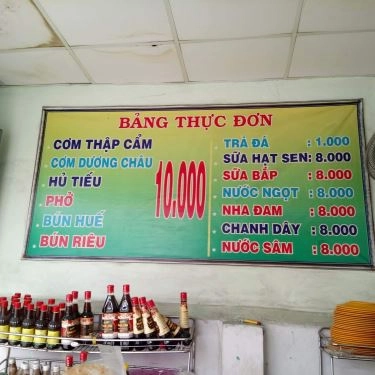 BẢNG THỰC ĐƠN
CƠM THẬP CẨM
CƠM DƯƠNG CHÂU
HỦ TIẾU
PHỞ
BÚN HUẾ
BÚN RIÊU
10.000
TRÀ ĐÁ : 1.000
SỮA HẠT SEN: 8.000
SỮA BẮP : 8.000
NƯỚC NGỌT : 8.000
NHA ĐAM : 8.000
CHANH DÂY : 8.000
NƯỚC SÂM : 8.000